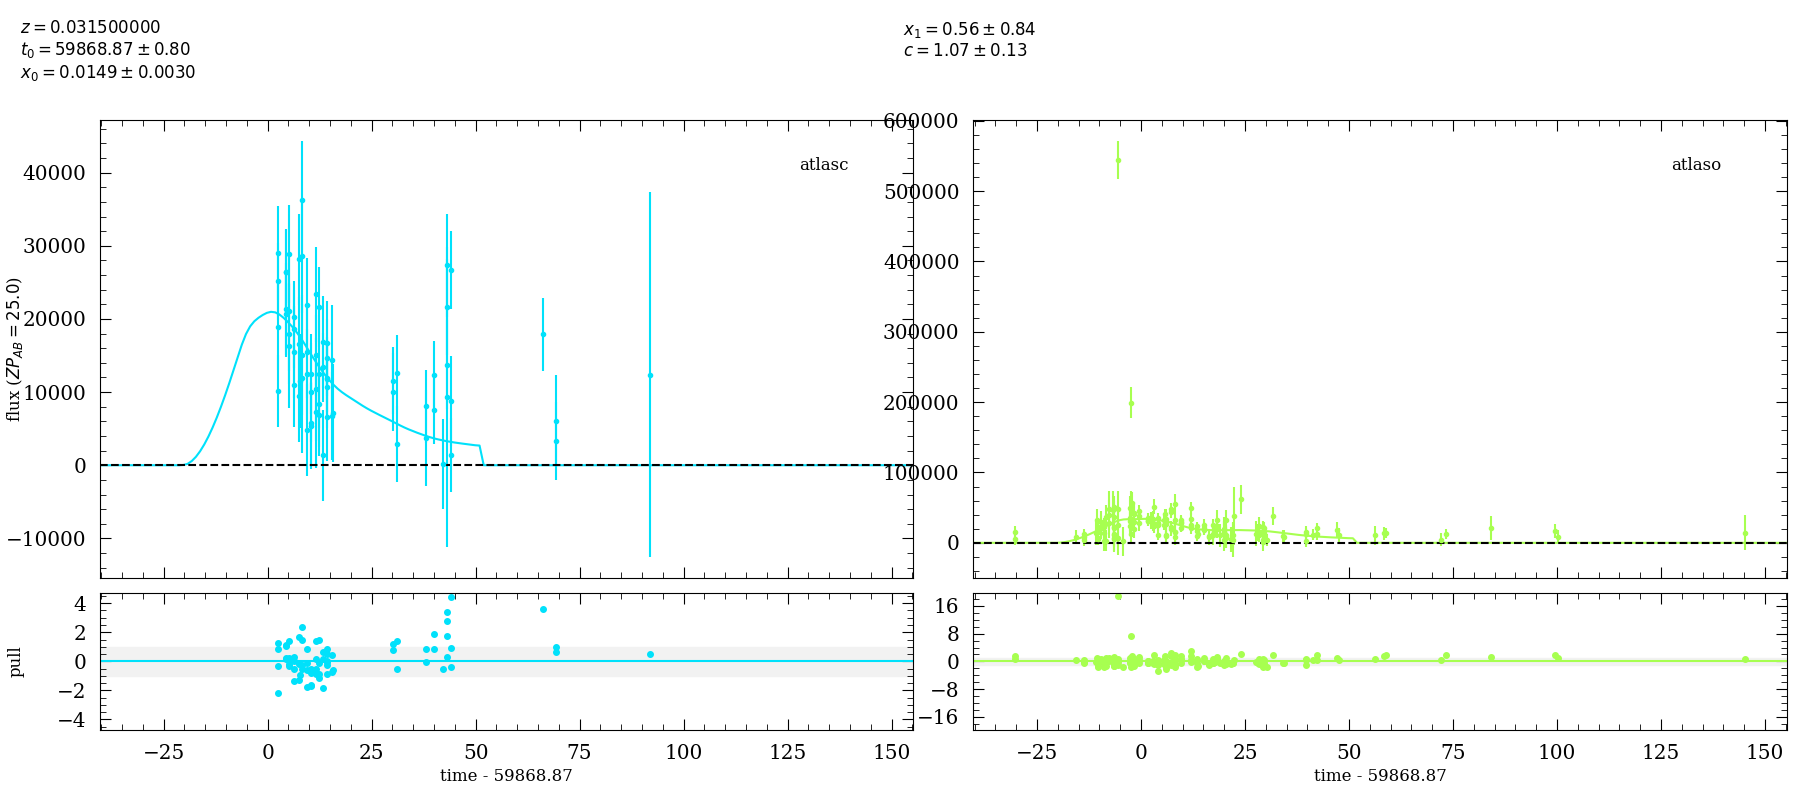 z = 0.031500000
t₀ = 59868.87 ± 0.80
x₀ = 0.0149 ± 0.0030
x₁ = 0.56 ± 0.84
c = 1.07 ± 0.13
atlasc
flux (ZP_AB = 25.0)
40000
30000
20000
10000
0
−10000
atlaso
600000
500000
400000
300000
200000
100000
0
pull
4
2
0
−2
−4
−25 0 25 50 75 100 125 150
time - 59868.87
16
8
0
−8
−16
−25 0 25 50 75 100 125 150
time - 59868.87